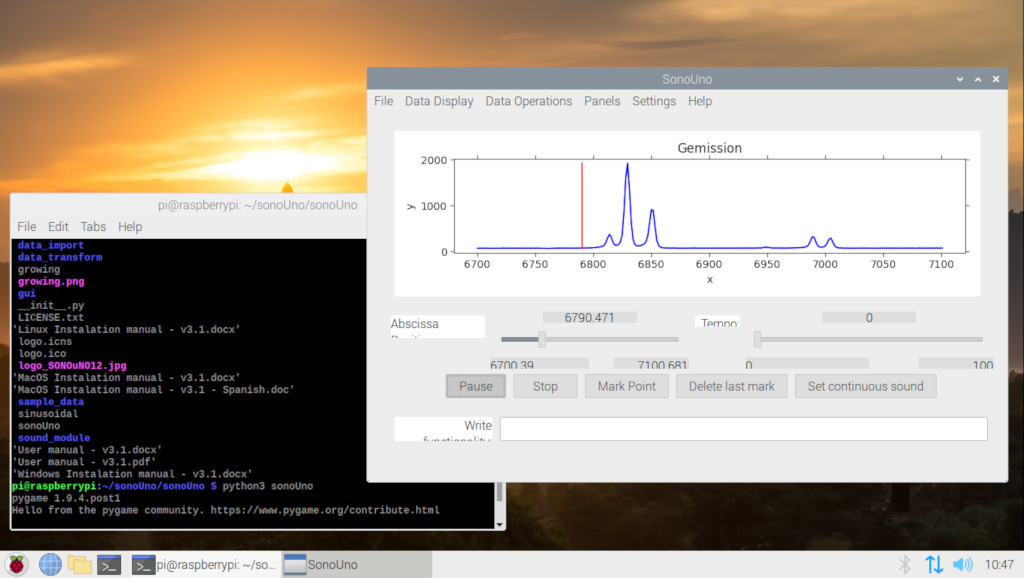 SonoUno
File Data Display Data Operations Panels Settings Help
Gemission
2000
1000
0
y
6700 6750 6800 6850 6900 6950 7000 7050 7100
x
Abscissa
6790.471
Tempo:
0
6700.39 7100.681 0 100
Pause Stop Mark Point Delete last mark Set continuous sound
Write
functionality:
pi@raspberrypi: ~/sonoUno/sonoUno
File Edit Tabs Help
data_import
data_transform
growing
growing.png
gui
__init__.py
LICENSE.txt
'Linux Instalation manual - v3.1.docx'
logo.icns
logo.ico
logo_SONOuNO12.jpg
'MacOS Instalation manual - v3.1.docx'
'MacOS Instalation manual - v3.1 - Spanish.doc'
sample_data
sinusoidal
sonoUno
sound_module
'User manual - v3.1.docx'
'User manual - v3.1.pdf'
'Windows Instalation manual - v3.1.docx'
pi@raspberrypi:~/sonoUno/sonoUno $ python3 sonoUno
pygame 1.9.4.post1
Hello from the pygame community. https://www.pygame.org/contribute.html
pi@raspberrypi: ~/so... SonoUno 10:47